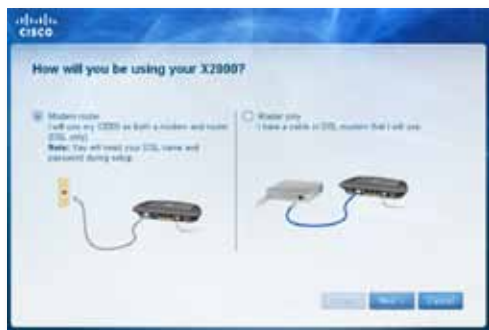 CISCO
How will you be using your X2000?
Modem router
I will use my X2000 as both a modem and router
(DSL only).
Note: You will need your DSL name and
password during setup.
Router only
I have a cable or DSL modem that I will use.
Next
Cancel